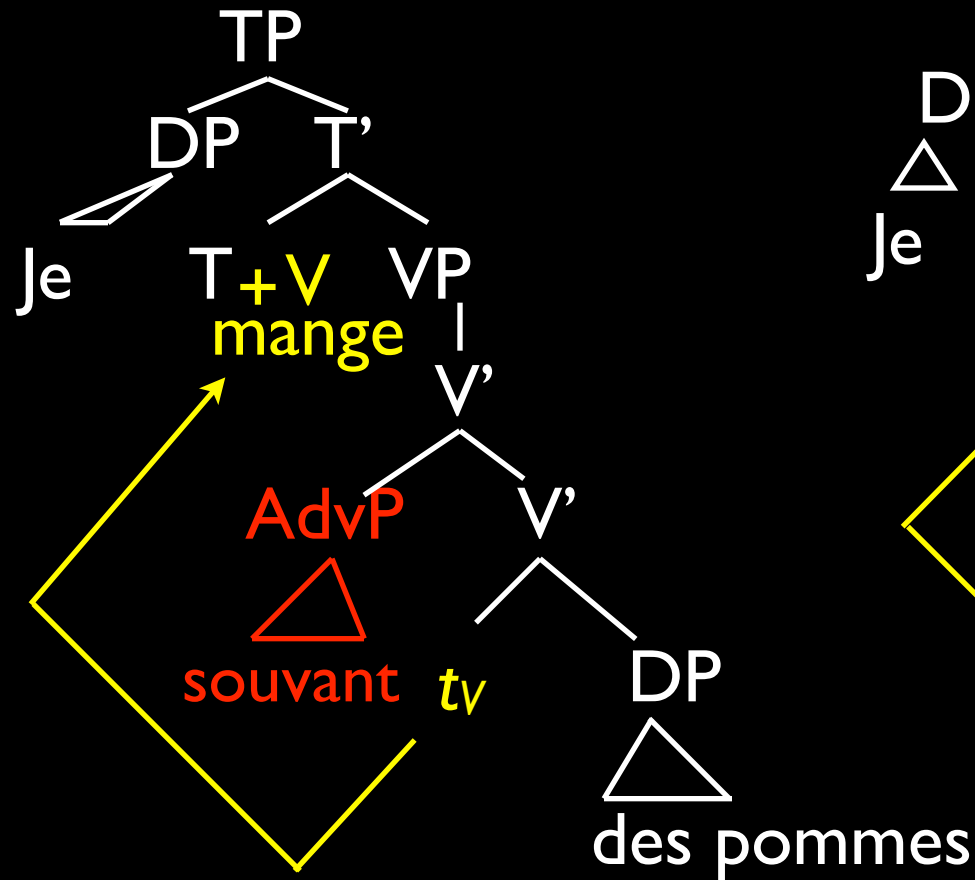 TP
D
DP T’
Je T + V VP Je
mange
V’
AdvP V’
souvant tV DP
des pommes